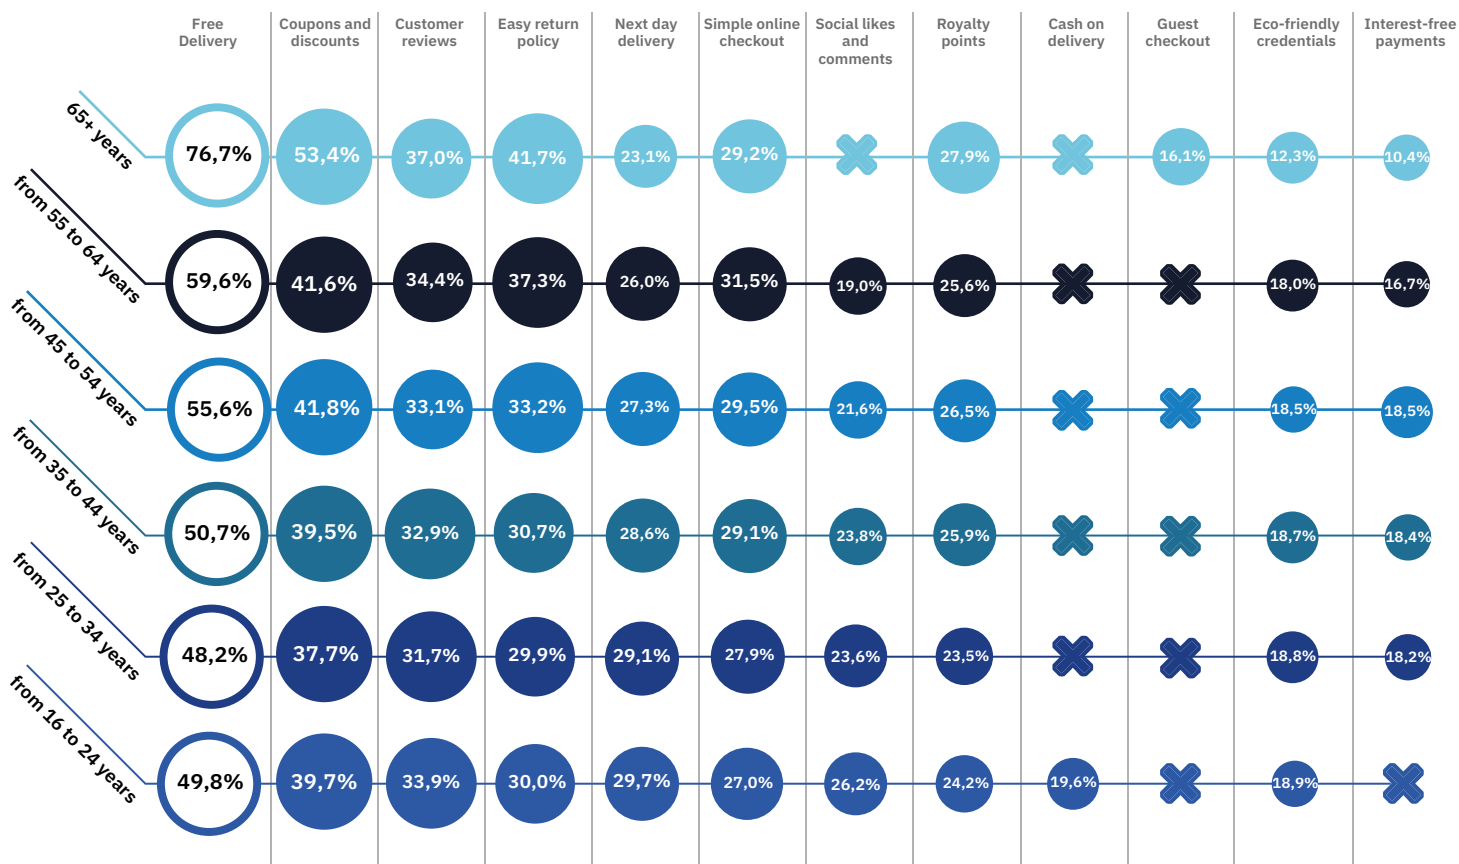 Free
Delivery
Coupons and
discounts
Customer
reviews
Easy return
policy
Next day
delivery
Simple online
checkout
Social likes
and
comments
Royalty
points
Cash on
delivery
Guest
checkout
Eco-friendly
credentials
Interest-free
payments
65+ years
76,7%
53,4%
37,0%
41,7%
23,1%
29,2%
27,9%
16,1%
12,3%
10,4%
from 55 to 64 years
59,6%
41,6%
34,4%
37,3%
26,0%
31,5%
19,0%
25,6%
18,0%
16,7%
from 45 to 54 years
55,6%
41,8%
33,1%
33,2%
27,3%
29,5%
21,6%
26,5%
18,5%
18,5%
from 35 to 44 years
50,7%
39,5%
32,9%
30,7%
28,6%
29,1%
23,8%
25,9%
18,7%
18,4%
from 25 to 34 years
48,2%
37,7%
31,7%
29,9%
29,1%
27,9%
23,6%
23,5%
18,8%
18,2%
from 16 to 24 years
49,8%
39,7%
33,9%
30,0%
29,7%
27,0%
26,2%
24,2%
19,6%
18,9%